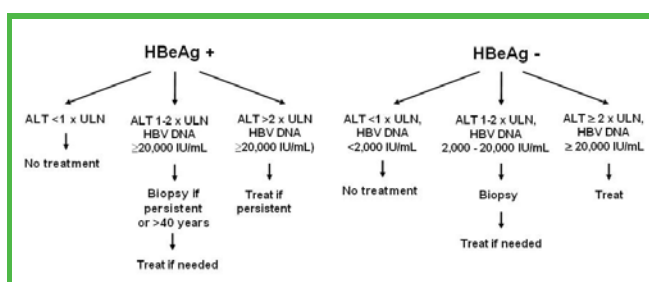 HBeAg +
HBeAg -
ALT <1 x ULN
No treatment
ALT 1-2 x ULN
HBV DNA
≥20,000 IU/mL
Biopsy if
persistent
or >40 years
Treat if needed
ALT >2 x ULN
HBV DNA
≥20,000 IU/mL)
Treat if
persistent
ALT <1 x ULN,
HBV DNA
<2,000 IU/mL
No treatment
ALT 1-2 x ULN,
HBV DNA
2,000 - 20,000 IU/mL
Biopsy
Treat if needed
ALT ≥ 2 x ULN,
HBV DNA
≥ 20,000 IU/mL
Treat